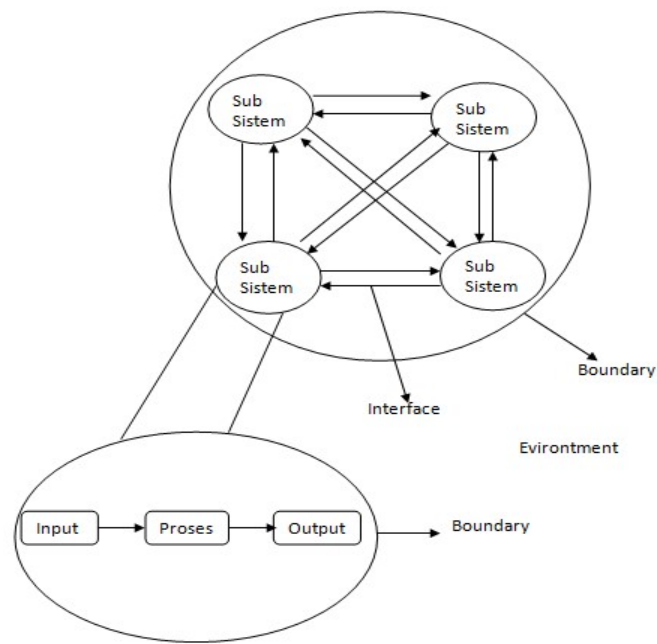 Sub
Sistem
Sub
Sistem
Sub
Sistem
Sub
Sistem
Boundary
Interface
Evirontment
Input
Proses
Output
Boundary